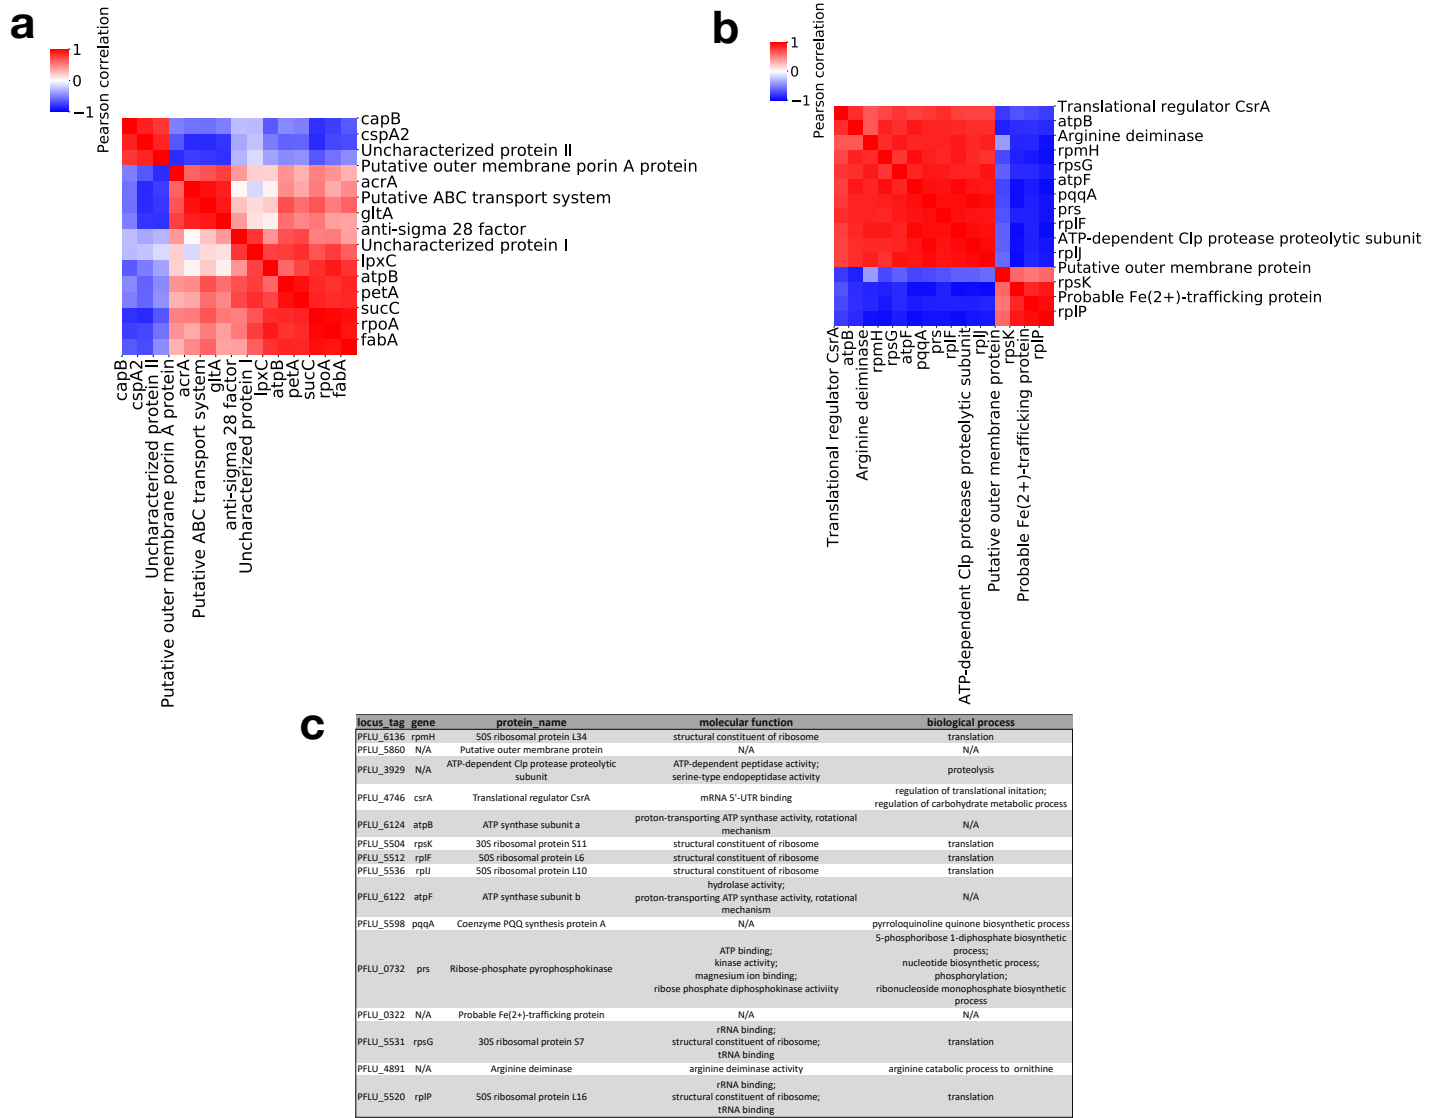 a
Pearson correlation
1
0
−1
capB
cspA2
Uncharacterized protein II
Putative outer membrane porin A protein
acrA
Putative ABC transport system
gltA
anti-sigma 28 factor
Uncharacterized protein I
lpxC
atpB
petA
sucC
rpoA
fabA
capB
cspA2
Uncharacterized protein II
Putative outer membrane porin A protein
acrA
Putative ABC transport system
gltA
anti-sigma 28 factor
Uncharacterized protein I
lpxC
atpB
petA
sucC
rpoA
fabA
b
Pearson correlation
1
0
−1
Translational regulator CsrA
atpB
Arginine deiminase
rpmH
rpsG
atpF
pqqA
prs
rplF
ATP-dependent Clp protease proteolytic subunit
rplJ
Putative outer membrane protein
rpsK
Probable Fe(2+)-trafficking protein
rplP
Translational regulator CsrA
atpB
Arginine deiminase
rpmH
rpsG
atpF
pqqA
prs
rplF
ATP-dependent Clp protease proteolytic subunit
rplJ
Putative outer membrane protein
rpsK
Probable Fe(2+)-trafficking protein
rplP
c
locus_tag gene protein_name molecular function biological process
PFLU_6136 rpmH 50S ribosomal protein L34 structural constituent of ribosome translation
PFLU_5860 N/A Putative outer membrane protein N/A N/A
PFLU_3929 N/A ATP-dependent Clp protease proteolytic
subunit
ATP-dependent peptidase activity;
serine-type endopeptidase activity
proteolysis
PFLU_4746 csrA Translational regulator CsrA mRNA 5'-UTR binding
regulation of translational initation;
regulation of carbohydrate metabolic process
PFLU_6124 atpB ATP synthase subunit a
proton-transporting ATP synthase activity, rotational
mechanism
N/A
PFLU_5504 rpsK 30S ribosomal protein S11 structural constituent of ribosome translation
PFLU_5512 rplF 50S ribosomal protein L6 structural constituent of ribosome translation
PFLU_5536 rplJ 50S ribosomal protein L10 structural constituent of ribosome translation
PFLU_6122 atpF ATP synthase subunit b
hydrolase activity;
proton-transporting ATP synthase activity, rotational
mechanism
N/A
PFLU_5598 pqqA Coenzyme PQQ synthesis protein A N/A pyrroloquinoline quinone biosynthetic process
PFLU_0732 prs Ribose-phosphate pyrophosphokinase
ATP binding;
kinase activity;
magnesium ion binding;
ribose phosphate diphosphokinase activiity
5-phosphoribose 1-diphosphate biosynthetic
process;
nucleotide biosynthetic process;
phosphorylation;
ribonucleoside monophosphate biosynthetic
process
PFLU_0322 N/A Probable Fe(2+)-trafficking protein N/A N/A
PFLU_5531 rpsG 30S ribosomal protein S7
rRNA binding;
structural constituent of ribosome;
tRNA binding
translation
PFLU_4891 N/A Arginine deiminase arginine deiminase activity arginine catabolic process to ornithine
PFLU_5520 rplP 50S ribosomal protein L16
rRNA binding;
structural constituent of ribosome;
tRNA binding
translation